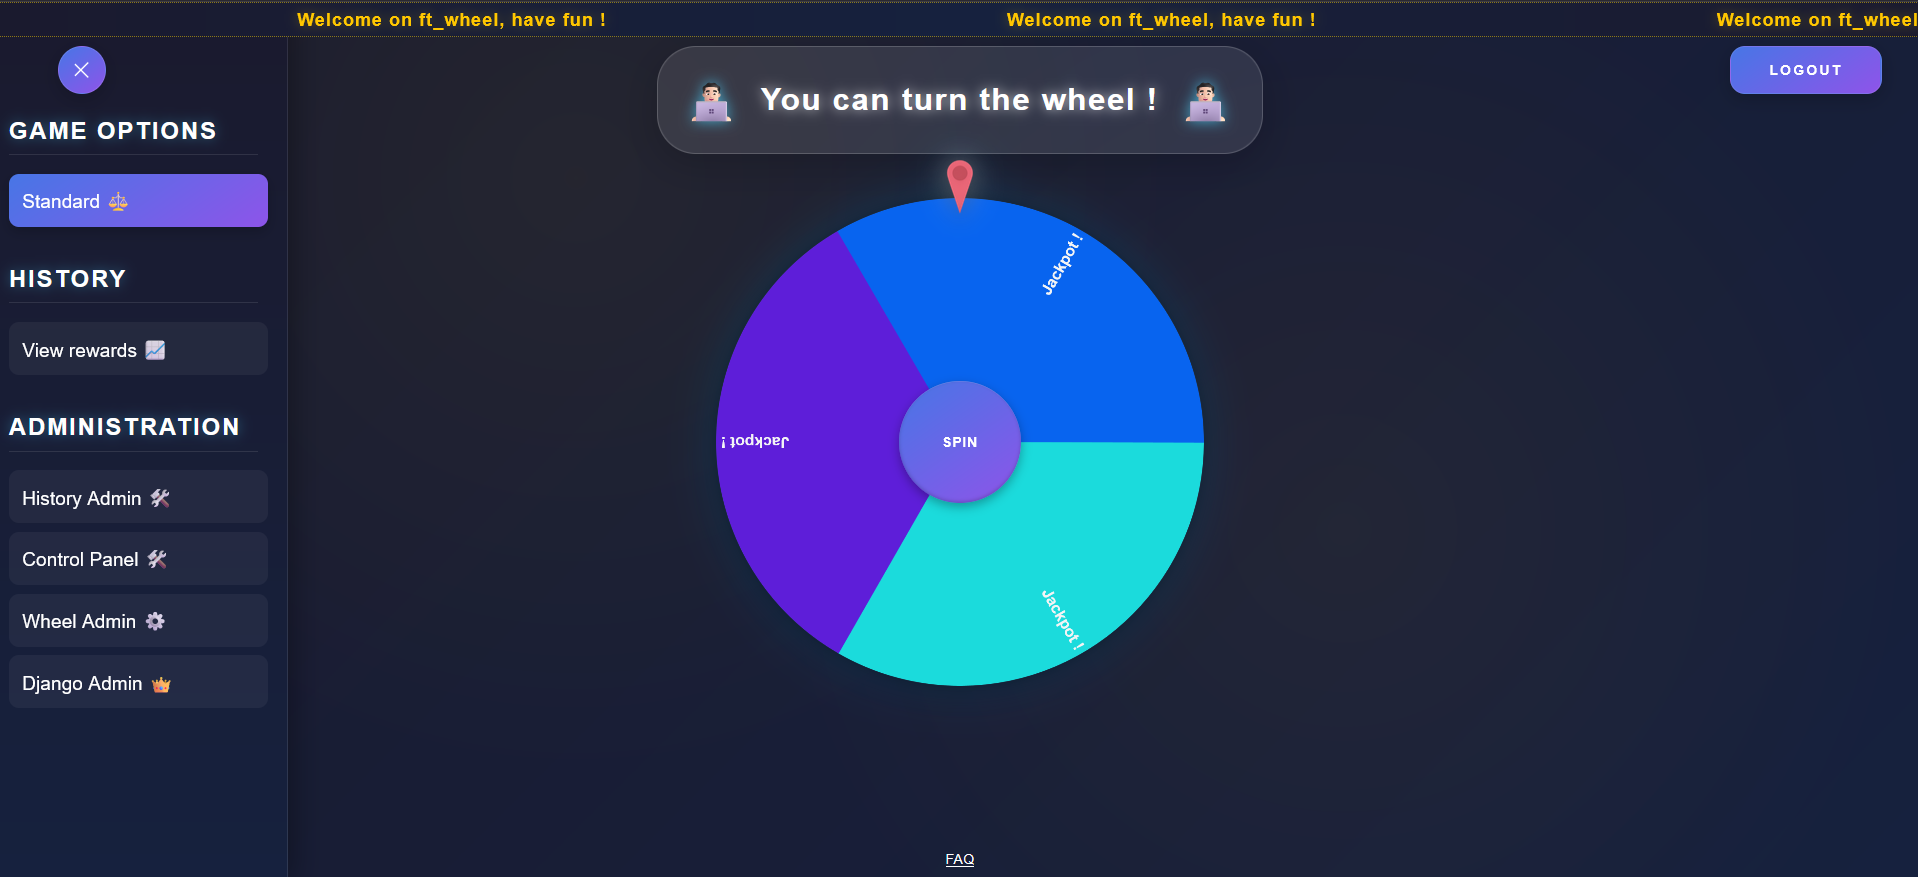 Welcome on ft_wheel, have fun !
Welcome on ft_wheel, have fun !
Welcome on ft_wheel
LOGOUT
You can turn the wheel !
GAME OPTIONS
Standard
HISTORY
View rewards
ADMINISTRATION
History Admin
Control Panel
Wheel Admin
Django Admin
Jackpot !
Jackpot !
SPIN
Jackpot !
FAQ